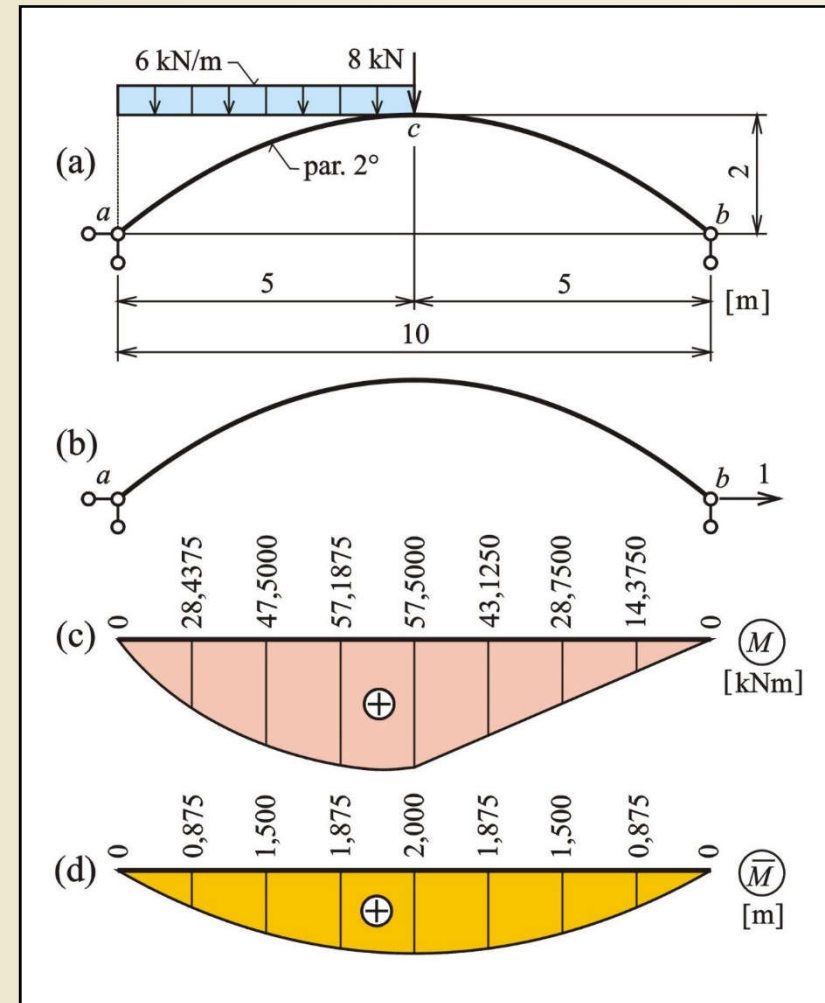 6 kN/m
8 kN
c
(a)
par. 2°
2
a
b
5
5
[m]
10
(b)
a
b
1
0
28,4375
47,5000
57,1875
57,5000
43,1250
28,7500
14,3750
0
(c)
+
M
[kNm]
0
0,875
1,500
1,875
2,000
1,875
1,500
0,875
0
(d)
+
M̅
[m]